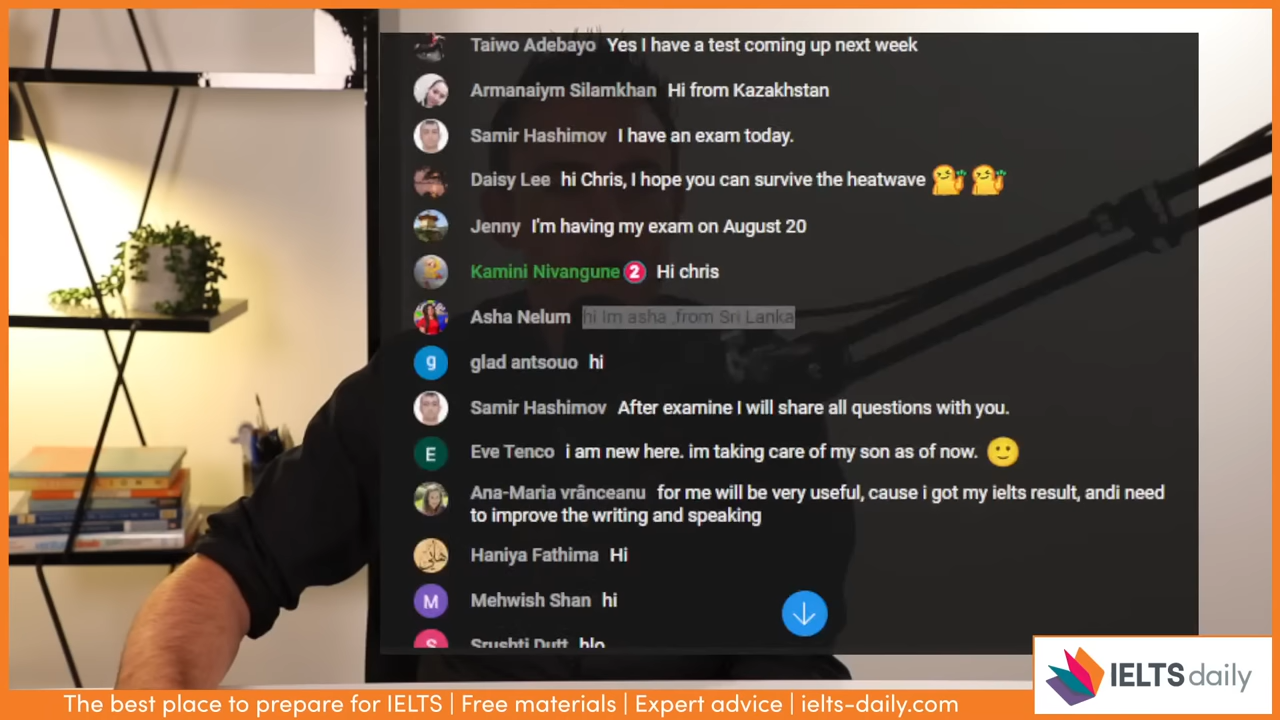 Taiwo Adebayo Yes I have a test coming up next week
Armanaiym Silamkhan Hi from Kazakhstan
Samir Hashimov I have an exam today.
Daisy Lee hi Chris, I hope you can survive the heatwave
Jenny I'm having my exam on August 20
Kamini Nivangune 2 Hi chris
Asha Nelum hi Im asha ,from Sri Lanka
g glad antsouo hi
Samir Hashimov After examine I will share all questions with you.
E Eve Tenco i am new here. im taking care of my son as of now.
Ana-Maria vrânceanu for me will be very useful, cause i got my ielts result, andi need
to improve the writing and speaking
Haniya Fathima Hi
M Mehwish Shan hi
S Srushti Dutt hlo
IELTS daily
The best place to prepare for IELTS | Free materials | Expert advice | ielts-daily.com